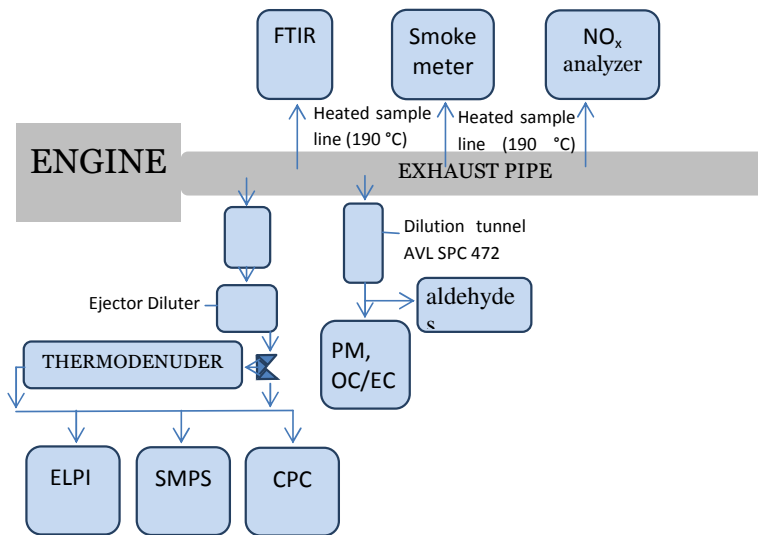 FTIR
Smoke
meter
NOₓ
analyzer
Heated sample
line (190 °C)
Heated sample
line (190 °C)
ENGINE
EXHAUST PIPE
Dilution tunnel
AVL SPC 472
Ejector Diluter
aldehyde
s
THERMODENUDER
PM,
OC/EC
ELPI
SMPS
CPC